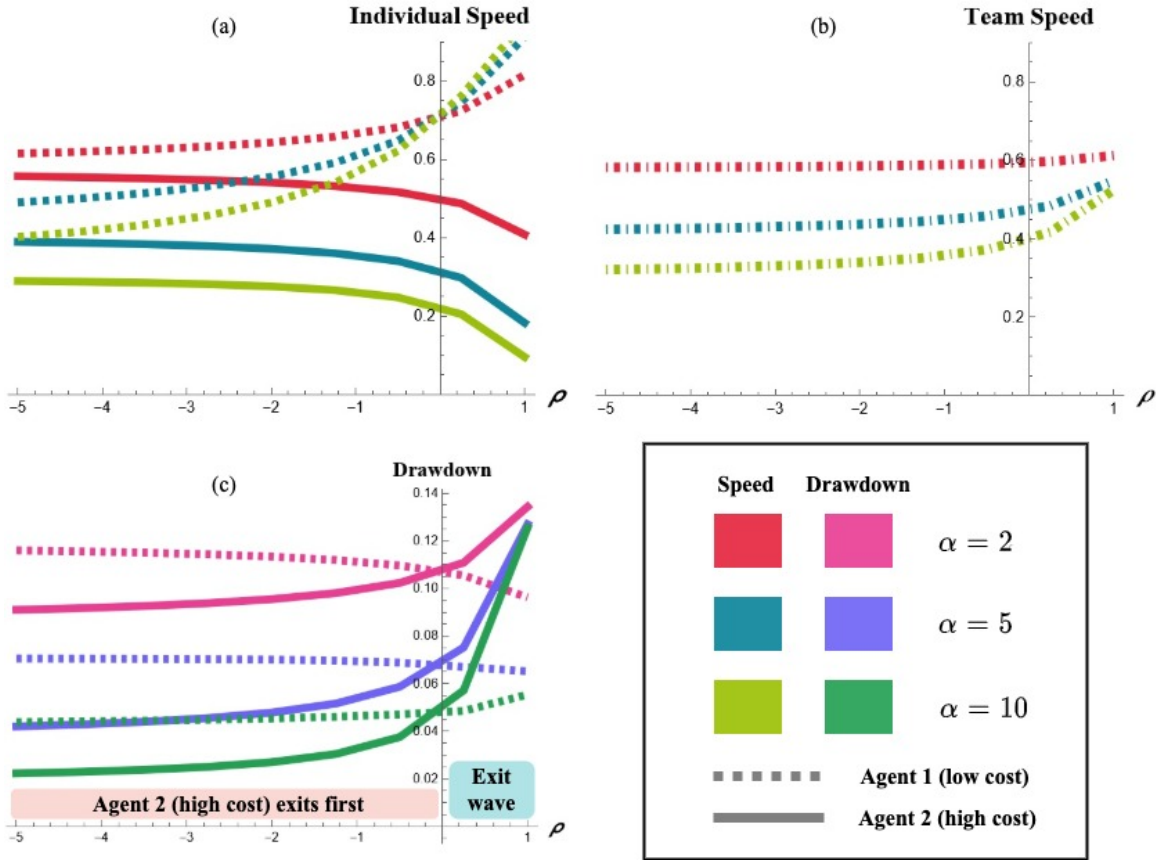 (a) Individual Speed
0.8
0.6
0.4
0.2
−5 −4 −3 −2 −1 1 ρ
(b) Team Speed
0.8
0.6
0.4
0.2
−5 −4 −3 −2 −1 0 1 ρ
(c) Drawdown
0.14
0.12
0.10
0.08
0.06
0.04
0.02
Agent 2 (high cost) exits first
Exit
wave
−5 −4 −3 −2 −1 1 ρ
Speed Drawdown
α = 2
α = 5
α = 10
Agent 1 (low cost)
Agent 2 (high cost)